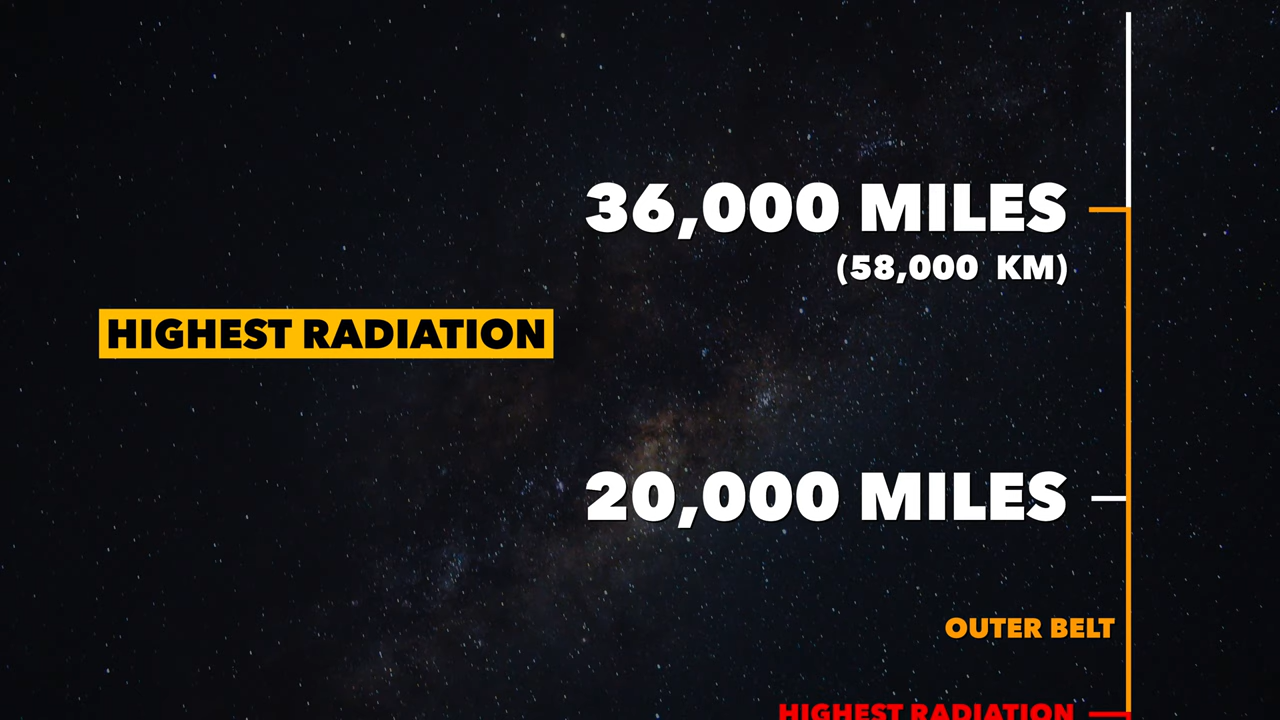 36,000 MILES
(58,000 KM)
HIGHEST RADIATION
20,000 MILES
OUTER BELT
HIGHEST RADIATION